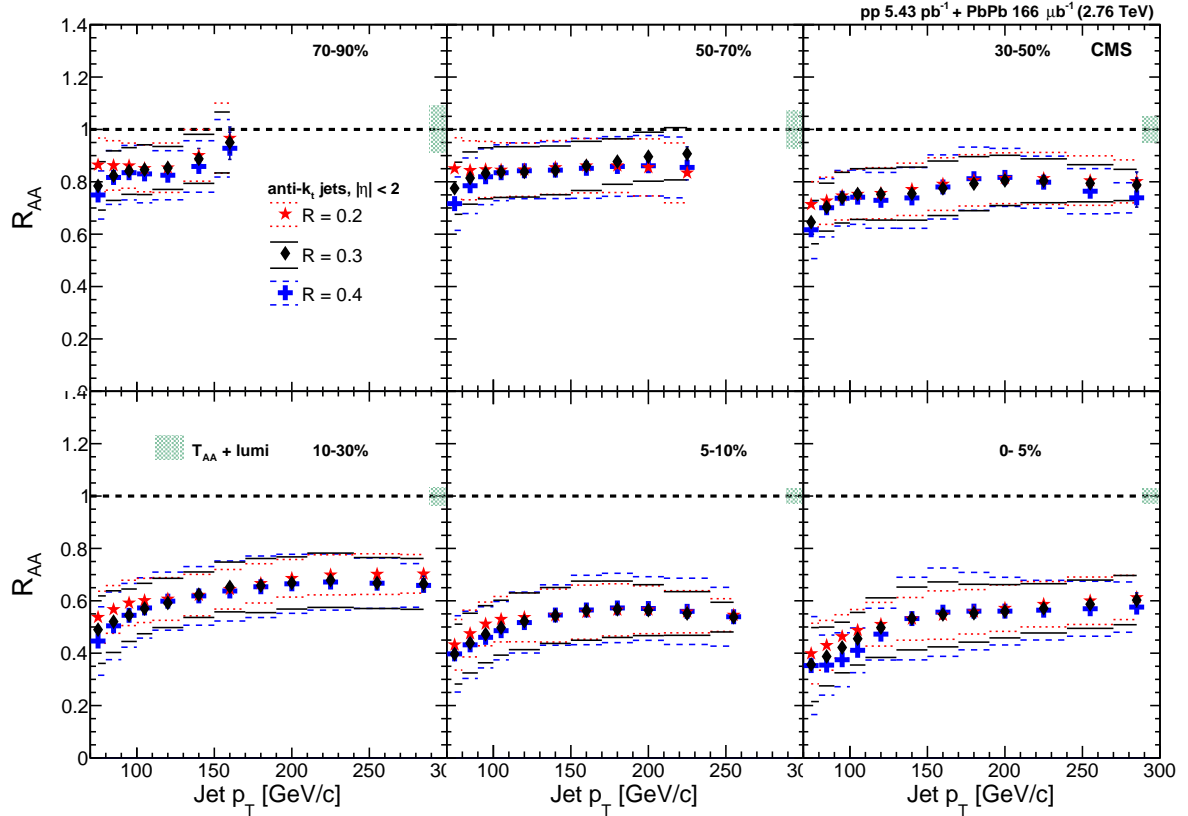 pp 5.43 pb⁻¹ + PbPb 166 μb⁻¹ (2.76 TeV)
70-90%
50-70%
30-50%
CMS
1.4
1.2
1
0.8
0.6
0.4
0.2
R_AA
anti-k_t jets, |η| < 2
R = 0.2
R = 0.3
R = 0.4
T_AA + lumi
10-30%
5-10%
0- 5%
1.4
1.2
1
0.8
0.6
0.4
0.2
0
R_AA
100 150 200 250 30
100 150 200 250 30
100 150 200 250 300
Jet p_T [GeV/c]
Jet p_T [GeV/c]
Jet p_T [GeV/c]